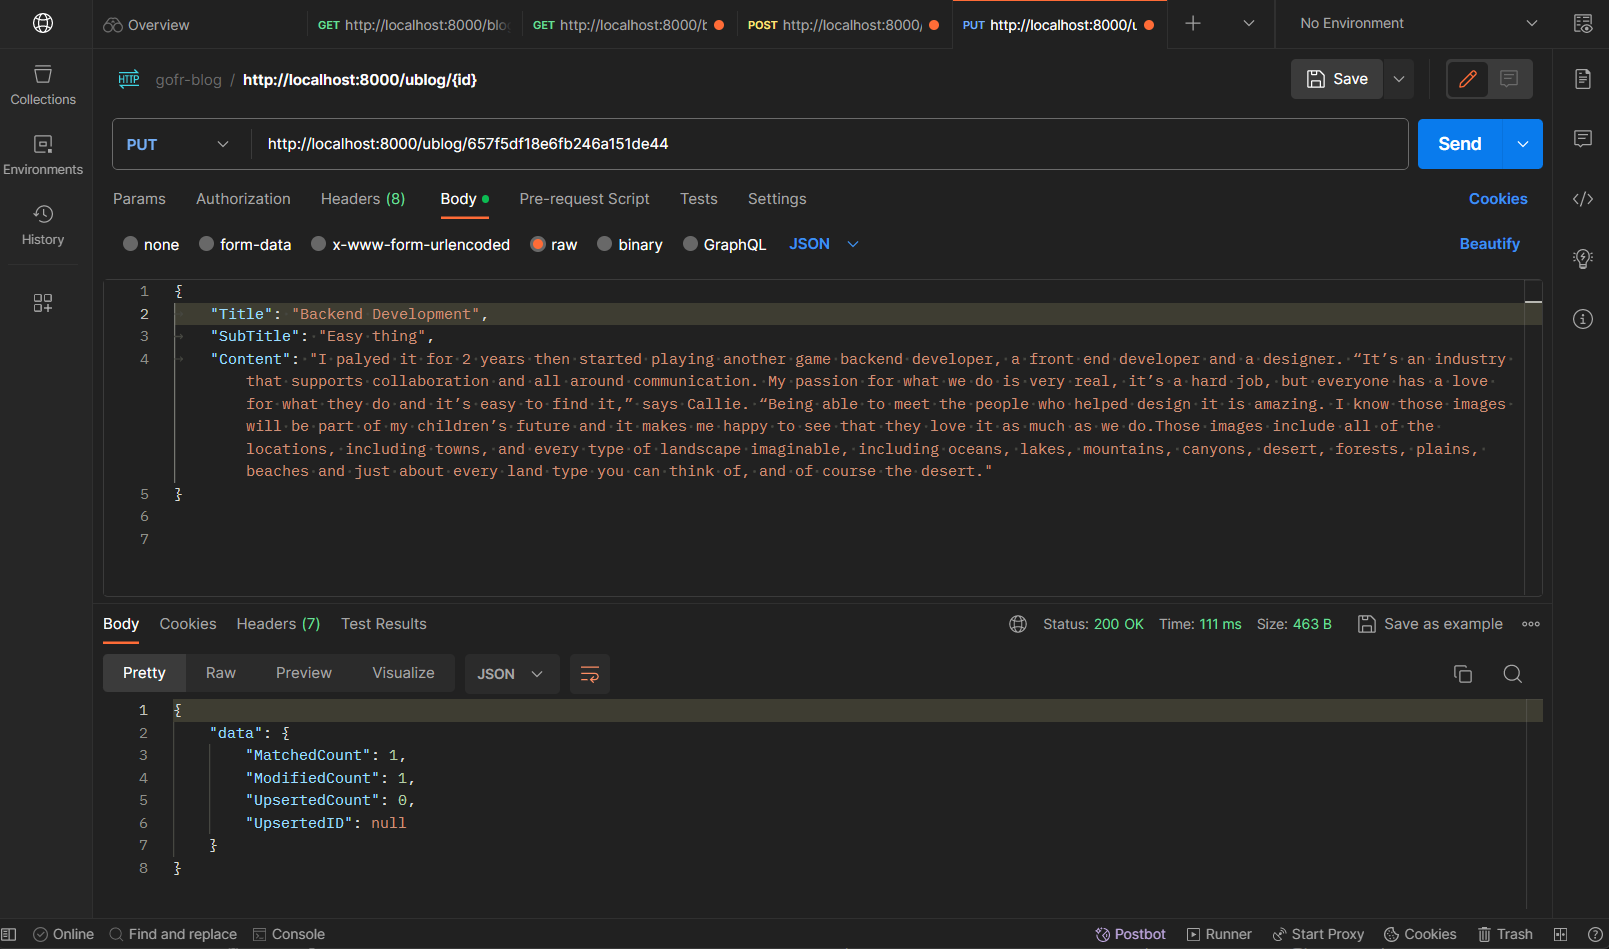 Overview
GET http://localhost:8000/blo
GET http://localhost:8000/b
POST http://localhost:8000/
PUT http://localhost:8000/u
No Environment
HTTP gofr-blog / http://localhost:8000/ublog/{id}
Save
Collections
Environments
History
PUT http://localhost:8000/ublog/657f5df18e6fb246a151de44
Send
Params Authorization Headers (8) Body Pre-request Script Tests Settings Cookies
none form-data x-www-form-urlencoded raw binary GraphQL JSON Beautify
1 {
2 "Title": "Backend Development",
3 "SubTitle": "Easy thing",
4 "Content": "I palyed it for 2 years then started playing another game backend developer, a front end developer and a designer. “It’s an industry
that supports collaboration and all around communication. My passion for what we do is very real, it’s a hard job, but everyone has a love
for what they do and it’s easy to find it,” says Callie. “Being able to meet the people who helped design it is amazing. I know those images
will be part of my children’s future and it makes me happy to see that they love it as much as we do.Those images include all of the
locations, including towns, and every type of landscape imaginable, including oceans, lakes, mountains, canyons, desert, forests, plains,
beaches and just about every land type you can think of, and of course the desert."
5 }
6
7
Body Cookies Headers (7) Test Results Status: 200 OK Time: 111 ms Size: 463 B Save as example
Pretty Raw Preview Visualize JSON
1 {
2 "data": {
3 "MatchedCount": 1,
4 "ModifiedCount": 1,
5 "UpsertedCount": 0,
6 "UpsertedID": null
7 }
8 }
Online Find and replace Console Postbot Runner Start Proxy Cookies Trash